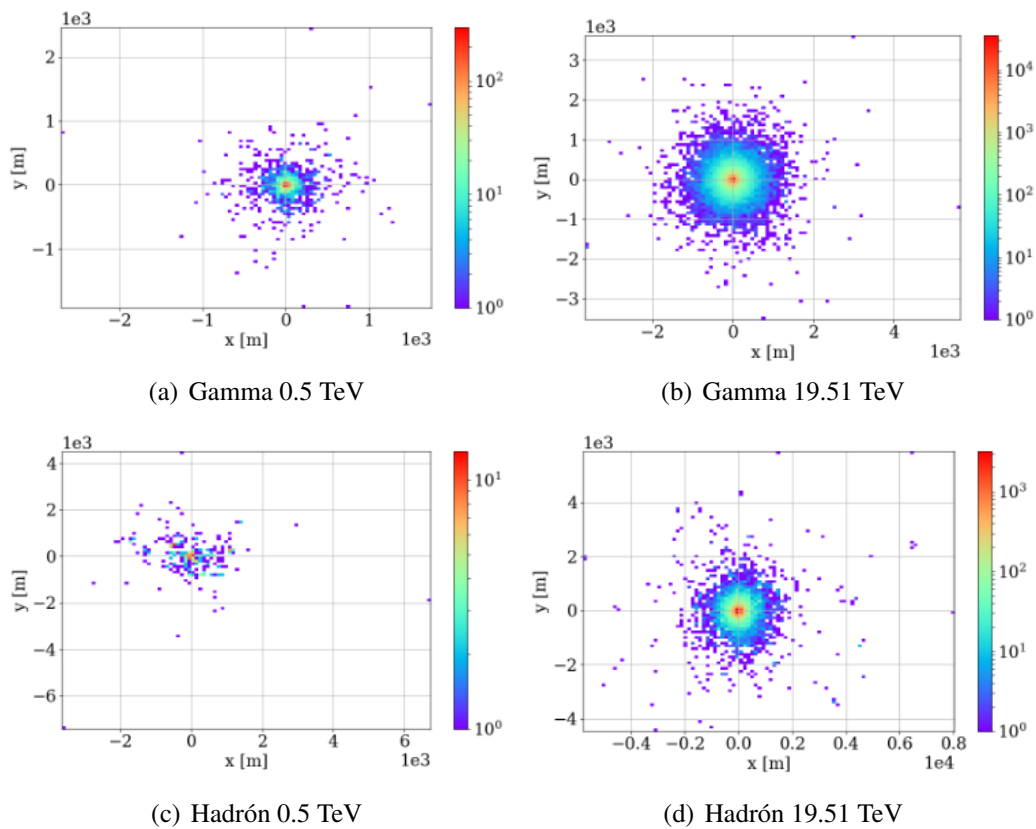 1e3
2
1
0
−1
y [m]
−2
−1
0
1
1e3
x [m]
10²
10¹
10⁰
(a) Gamma 0.5 TeV
1e3
3
2
1
0
−1
−2
−3
y [m]
−2
0
2
4
1e3
x [m]
10⁴
10³
10²
10¹
10⁰
(b) Gamma 19.51 TeV
1e3
4
2
0
−2
−4
−6
y [m]
−2
0
2
4
6
1e3
x [m]
10¹
10⁰
(c) Hadrón 0.5 TeV
1e3
4
2
0
−2
−4
y [m]
−0.4
−0.2
0.0
0.2
0.4
0.6
0.8
1e4
x [m]
10³
10²
10¹
10⁰
(d) Hadrón 19.51 TeV